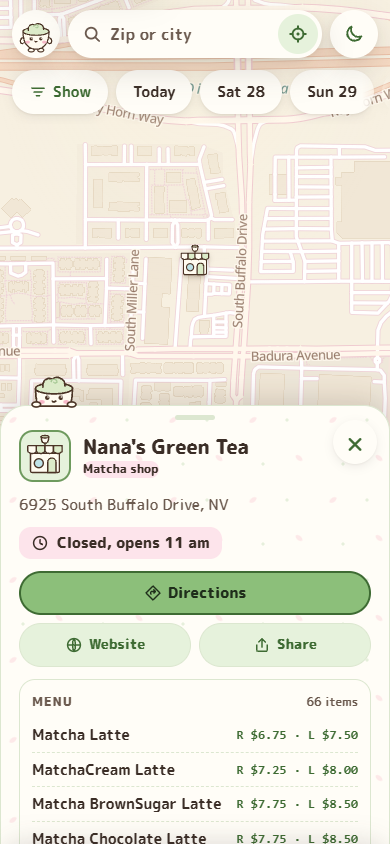 Zip or city
Show
Today
Sat 28
Sun 29
y Horn Way
South Miller Lane
South Buffalo Drive
Badura Avenue
nue
Nana's Green Tea
Matcha shop
6925 South Buffalo Drive, NV
Closed, opens 11 am
Directions
Website
Share
MENU
66 items
Matcha Latte R $6.75 · L $7.50
MatchaCream Latte R $7.25 · L $8.00
Matcha BrownSugar Latte R $7.75 · L $8.50
Matcha Chocolate Latte R $7.75 · L $8.50